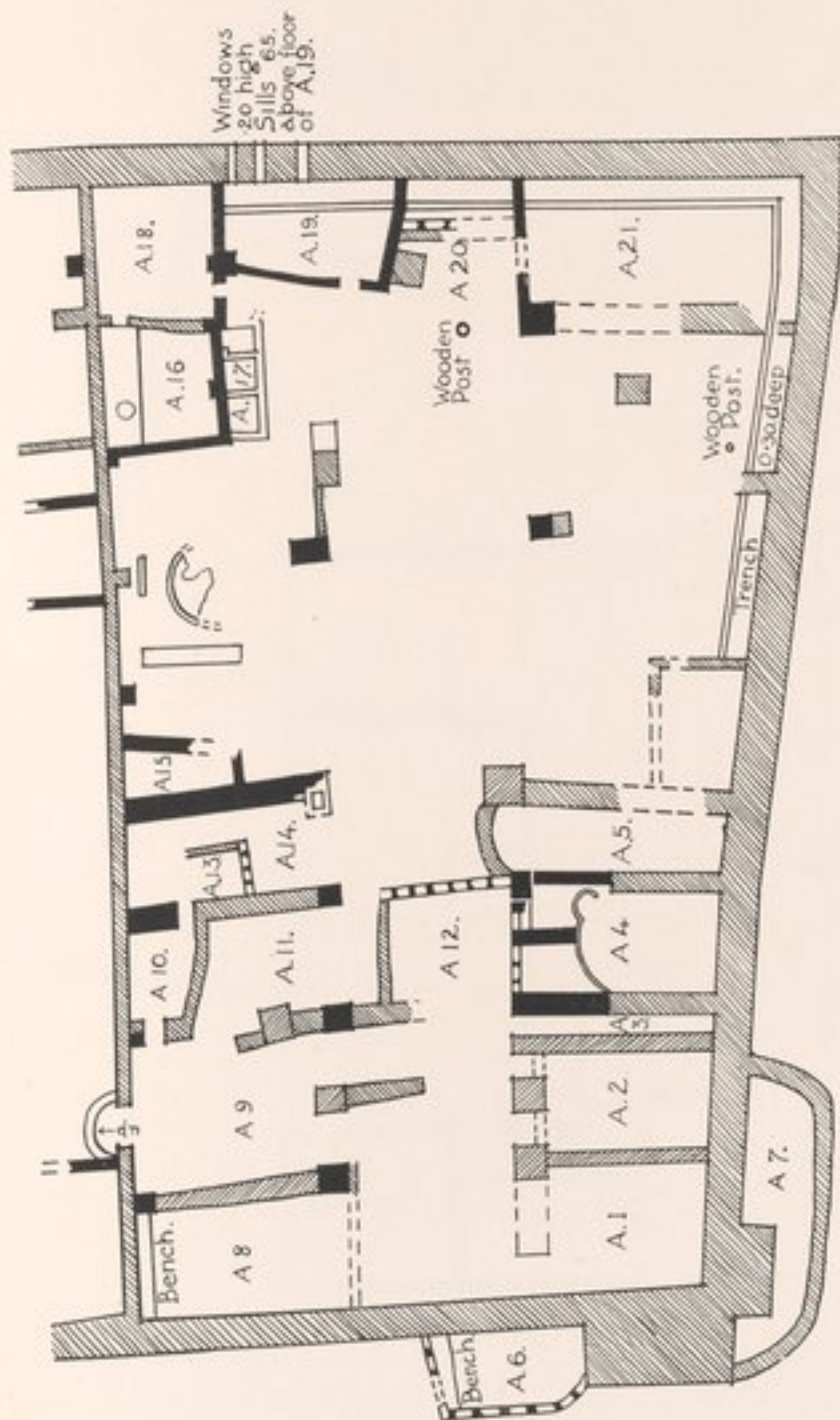 Windows
·20 high
Sills ·65.
above floor
of A.19.
A.18.
A.19.
A.16
A. 17.
A 20
Wooden
Post
A.21.
Wooden
Post.
0·30 deep
Trench
A.15
A.14.
A.13
A.5.
A 10.
A.11.
A 12.
A 4
A
3
A 9
A.2
A 7.
Bench.
A 8
A.1
Bench
A.6.